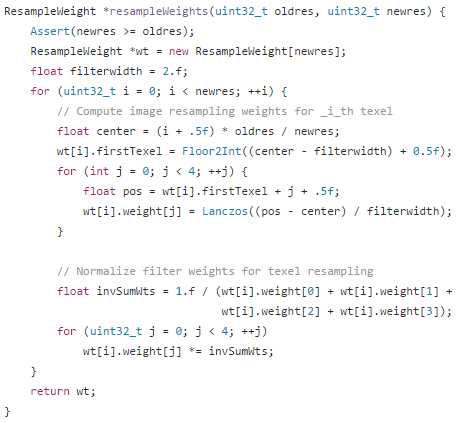 ResampleWeight *resampleWeights(uint32_t oldres, uint32_t newres) {
    Assert(newres >= oldres);
    ResampleWeight *wt = new ResampleWeight[newres];
    float filterwidth = 2.f;
    for (uint32_t i = 0; i < newres; ++i) {
        // Compute image resampling weights for _i_th texel
        float center = (i + .5f) * oldres / newres;
        wt[i].firstTexel = Floor2Int((center - filterwidth) + 0.5f);
        for (int j = 0; j < 4; ++j) {
            float pos = wt[i].firstTexel + j + .5f;
            wt[i].weight[j] = Lanczos((pos - center) / filterwidth);
        }

        // Normalize filter weights for texel resampling
        float invSumWts = 1.f / (wt[i].weight[0] + wt[i].weight[1] +
                                 wt[i].weight[2] + wt[i].weight[3]);
        for (uint32_t j = 0; j < 4; ++j)
            wt[i].weight[j] *= invSumWts;
    }
    return wt;
}